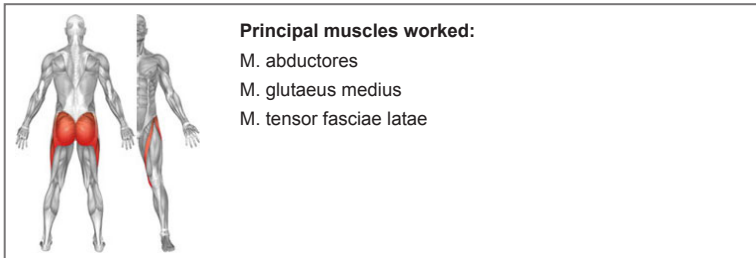 Principal muscles worked:
M. abductores
M. glutaeus medius
M. tensor fasciae latae